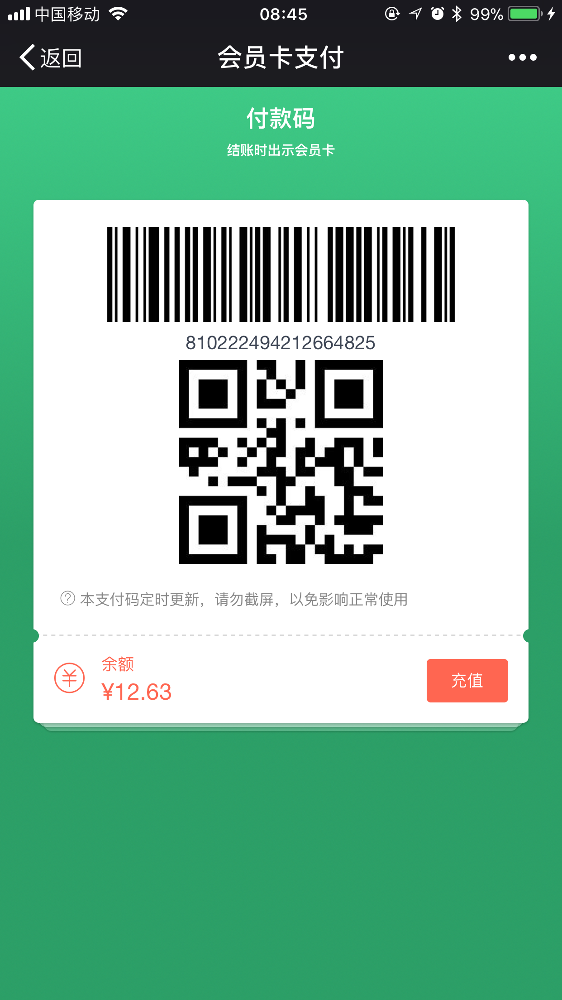 中国移动 08:45 99%
返回 会员卡支付
付款码
结账时出示会员卡
810222494212664825
本支付码定时更新，请勿截屏，以免影响正常使用
余额
¥12.63
充值